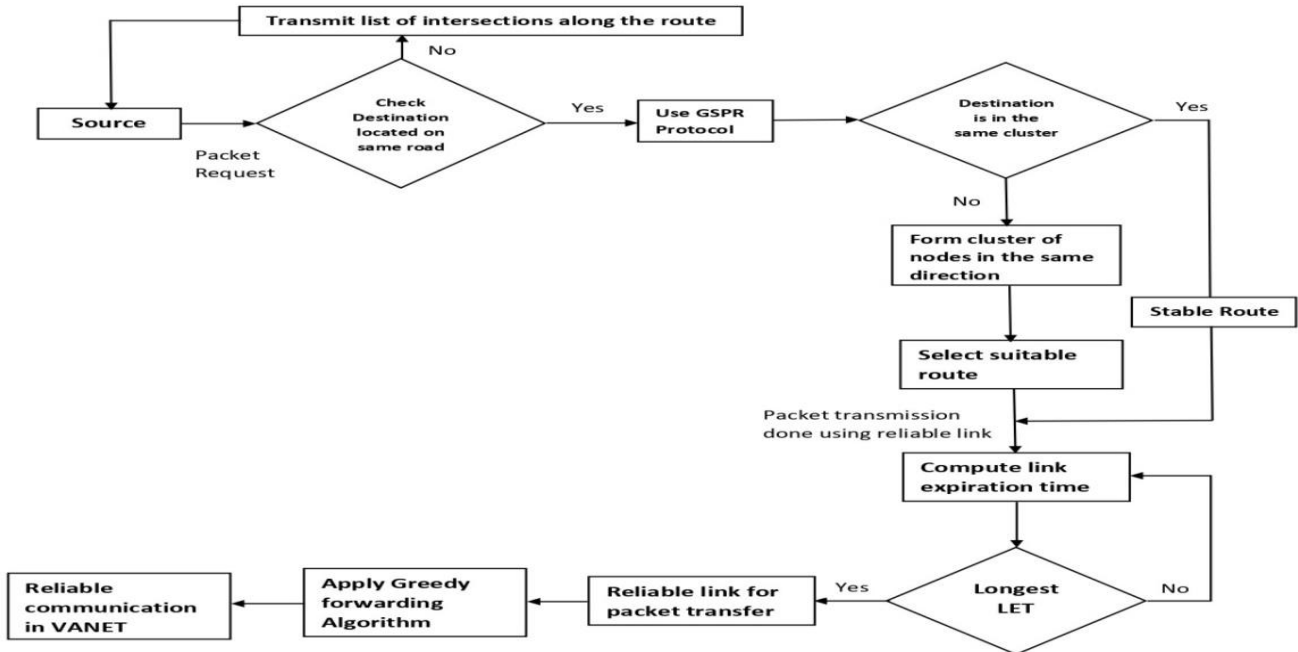 Transmit list of intersections along the route
No
Source
Packet
Request
Check
Destination
located on
same road
Yes
Use GSPR
Protocol
Destination
is in the
same cluster
Yes
No
Form cluster of
nodes in the same
direction
Stable Route
Select suitable
route
Packet transmission
done using reliable link
Compute link
expiration time
Longest
LET
No
Yes
Reliable link for
packet transfer
Apply Greedy
forwarding
Algorithm
Reliable
communication
in VANET